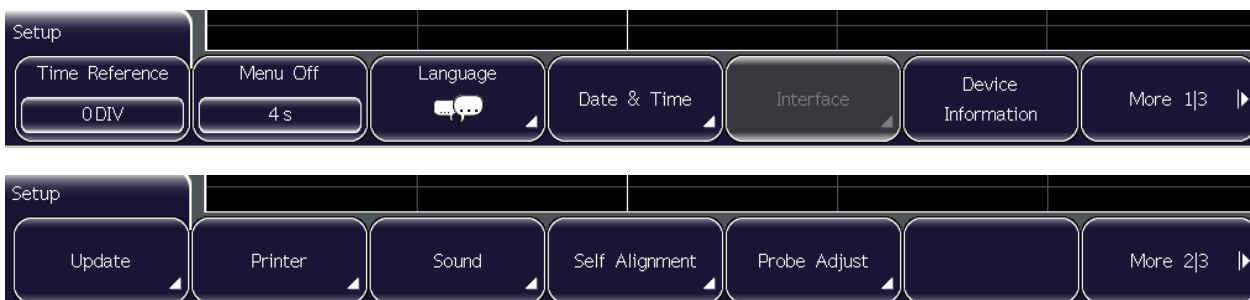 Setup
Time Reference
0 DIV
Menu Off
4 s
Language
Date & Time
Interface
Device
Information
More 1|3
Setup
Update
Printer
Sound
Self Alignment
Probe Adjust
More 2|3